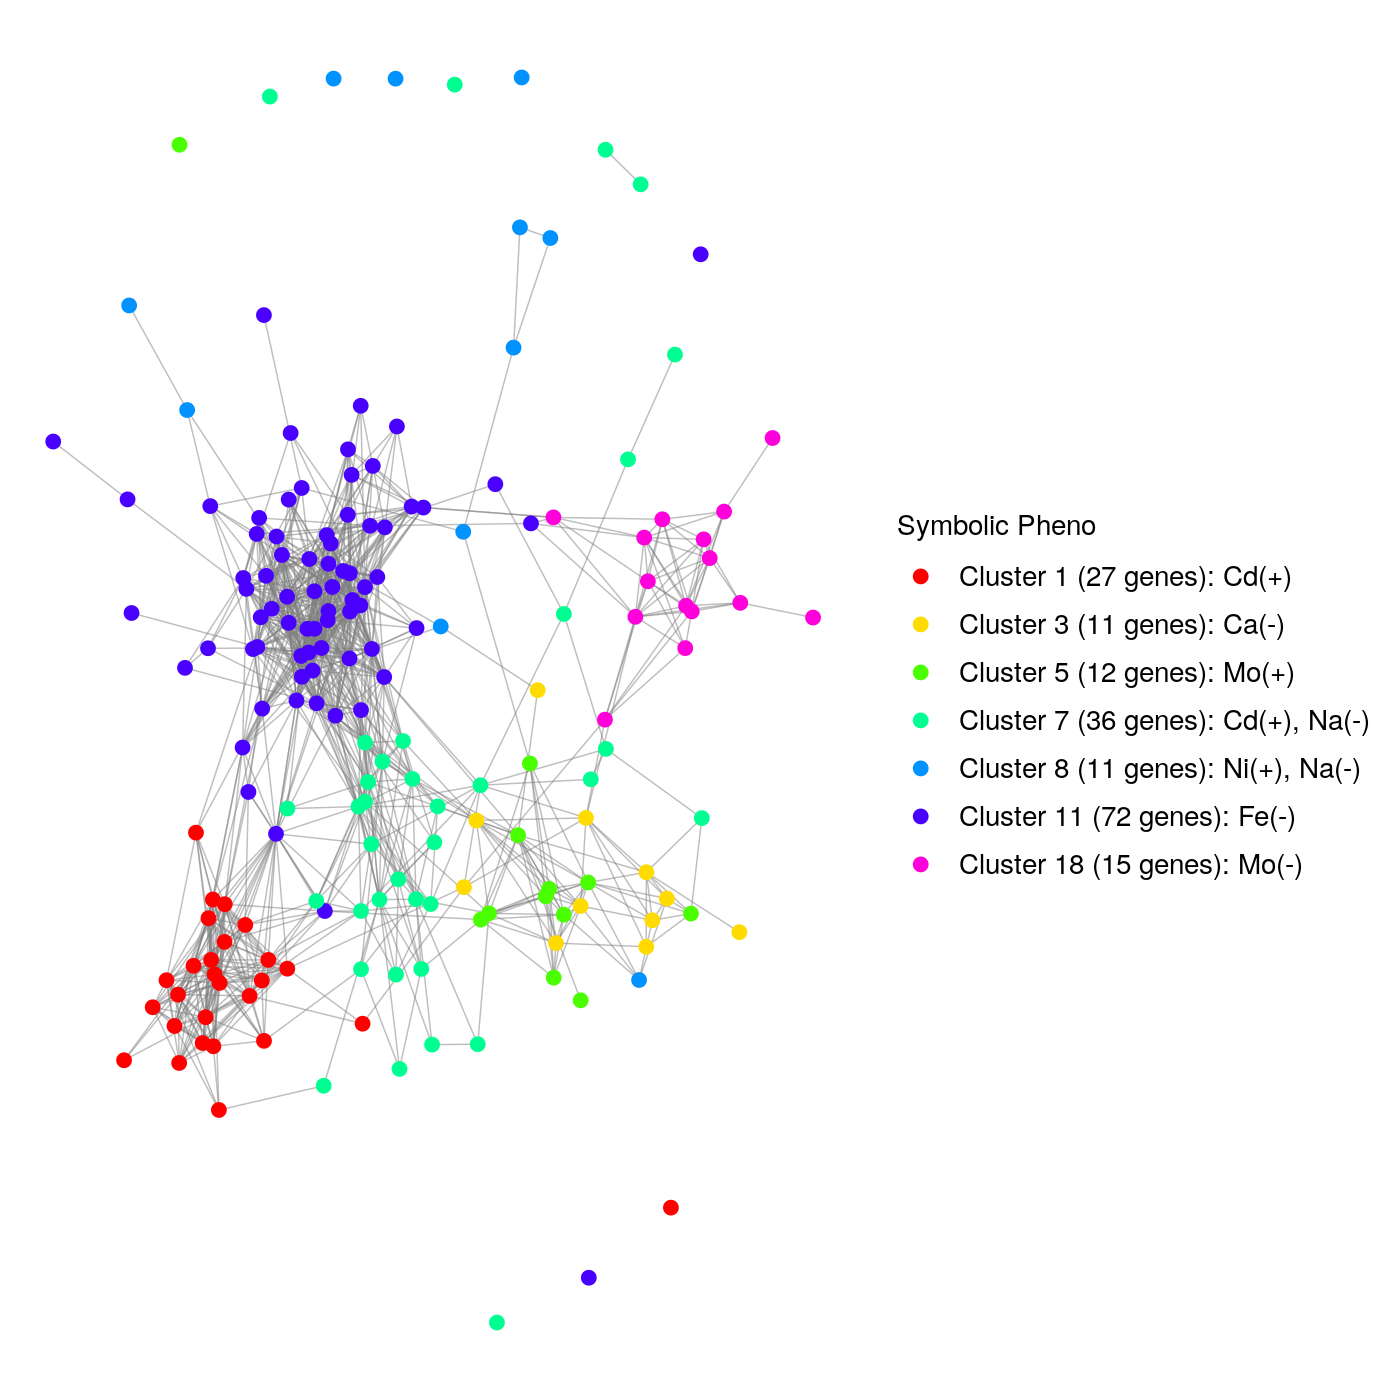 Symbolic Pheno
Cluster 1 (27 genes): Cd(+)
Cluster 3 (11 genes): Ca(-)
Cluster 5 (12 genes): Mo(+)
Cluster 7 (36 genes): Cd(+), Na(-)
Cluster 8 (11 genes): Ni(+), Na(-)
Cluster 11 (72 genes): Fe(-)
Cluster 18 (15 genes): Mo(-)